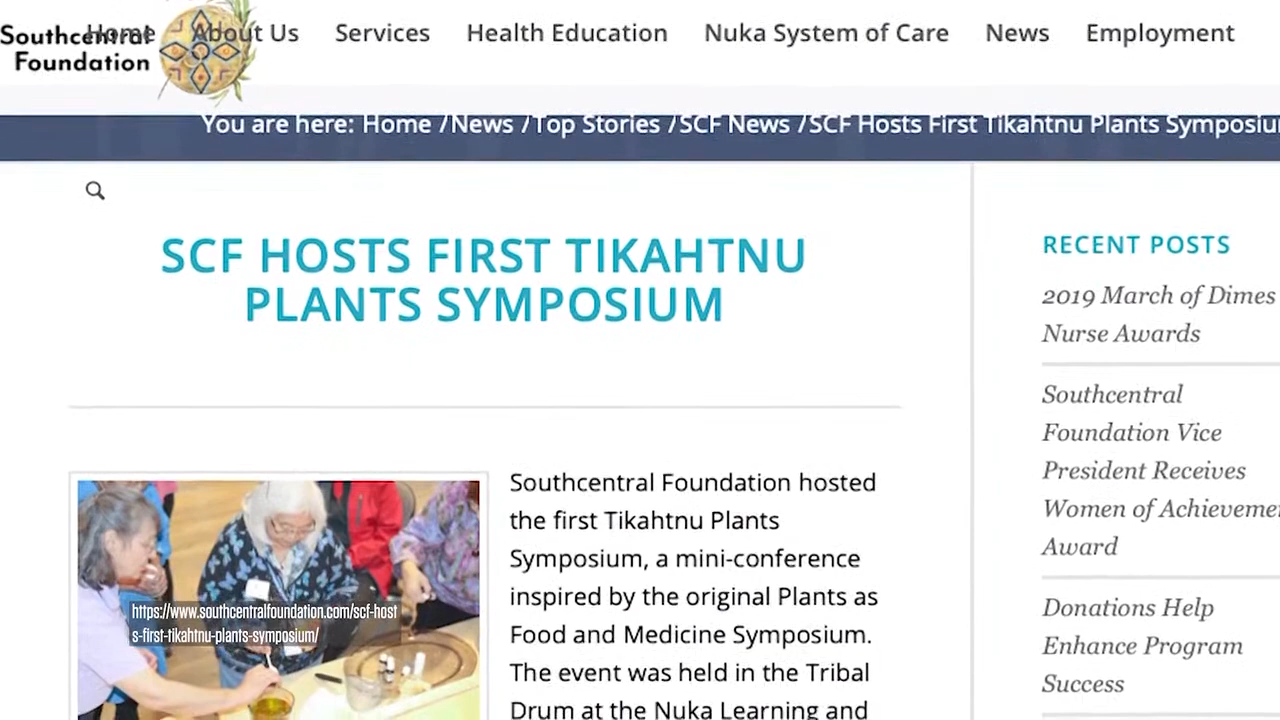 Southcentral
Foundation
Home About Us Services Health Education Nuka System of Care News Employment
You are here: Home /News /Top Stories /SCF News /SCF Hosts First Tikahtnu Plants Symposiu
SCF HOSTS FIRST TIKAHTNU
PLANTS SYMPOSIUM
Southcentral Foundation hosted
the first Tikahtnu Plants
Symposium, a mini-conference
inspired by the original Plants as
Food and Medicine Symposium.
The event was held in the Tribal
Drum at the Nuka Learning and
https://www.southcentralfoundation.com/scf-host
s-first-tikahtnu-plants-symposium/
RECENT POSTS
2019 March of Dimes
Nurse Awards
Southcentral
Foundation Vice
President Receives
Women of Achieveme
Award
Donations Help
Enhance Program
Success